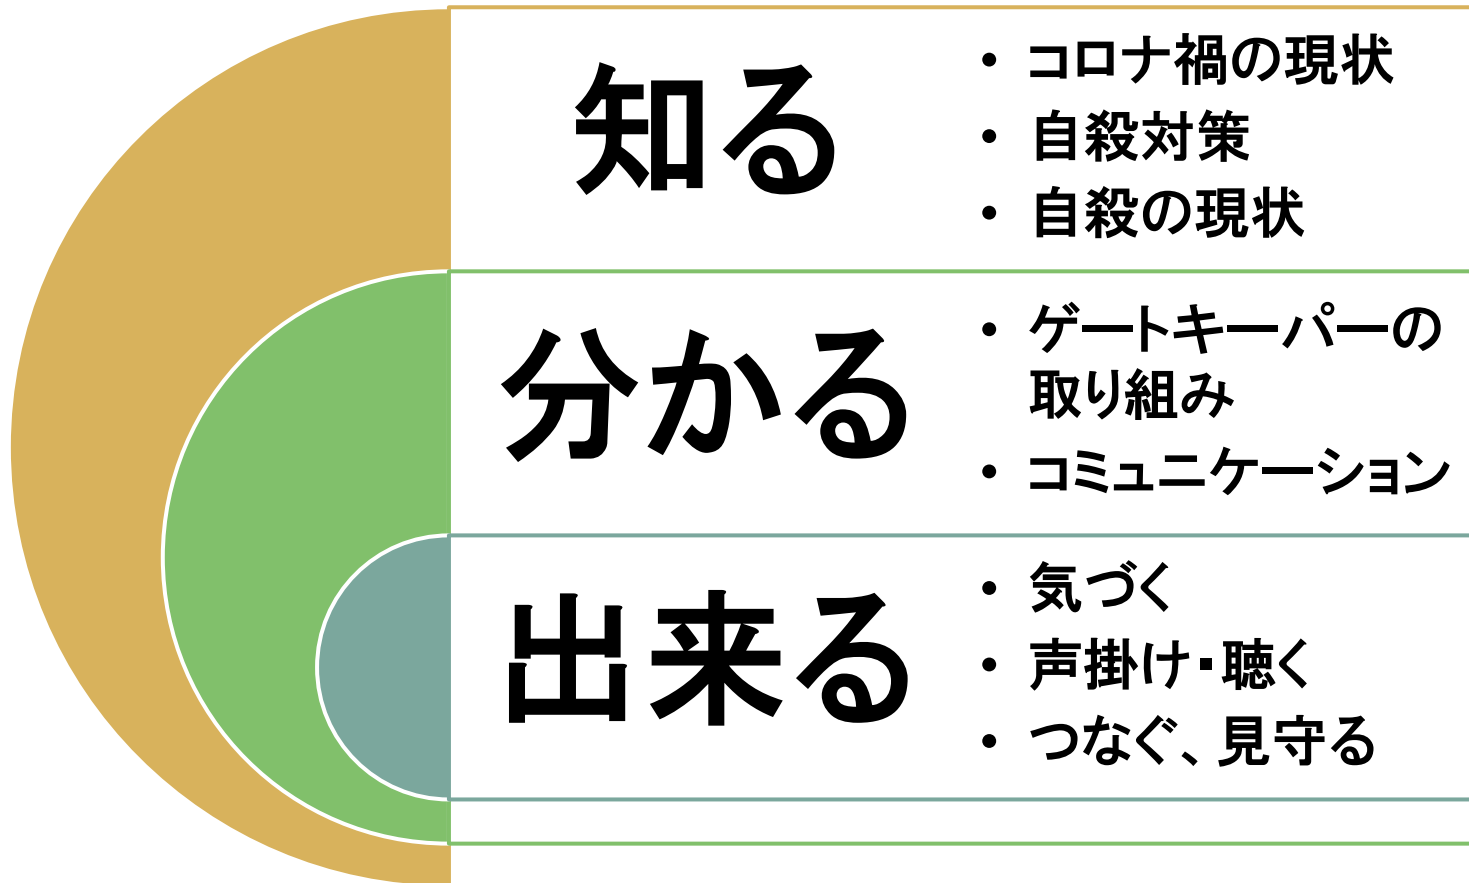 知る
• コロナ禍の現状
• 自殺対策
• 自殺の現状
分かる
• ゲートキーパーの
取り組み
• コミュニケーション
出来る
• 気づく
• 声掛け・聴く
• つなぐ、見守る